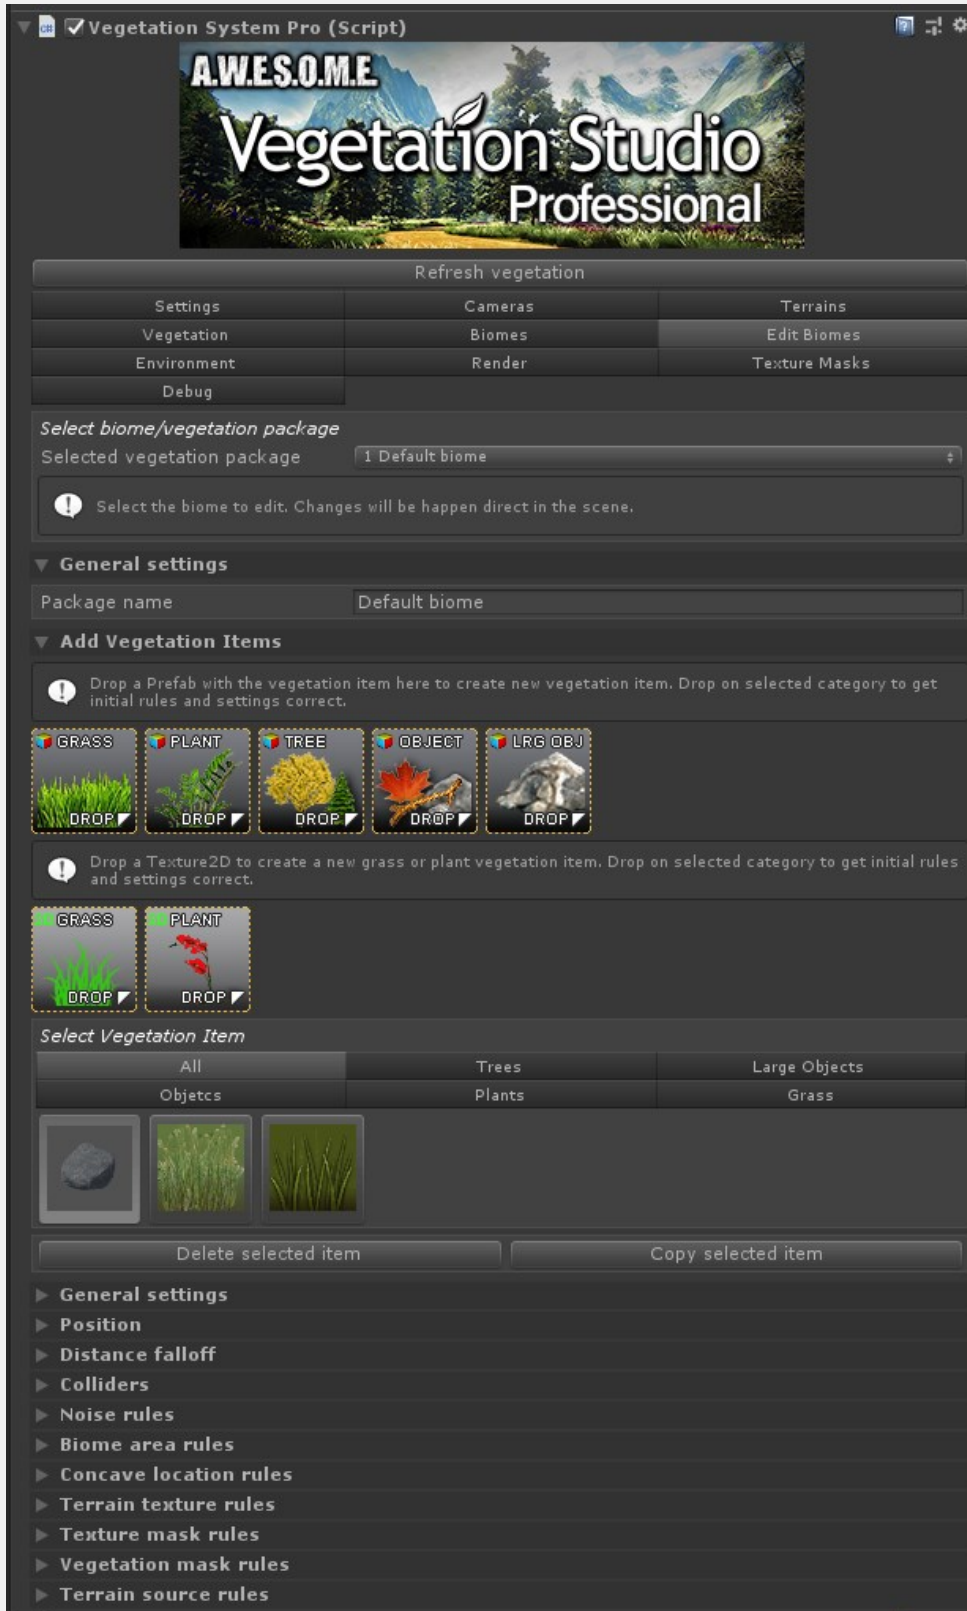 Vegetation System Pro (Script)
A.W.E.S.O.M.E.
Vegetation Studio
Professional
Refresh vegetation
Settings Cameras Terrains
Vegetation Biomes Edit Biomes
Environment Render Texture Masks
Debug
Select biome/vegetation package
Selected vegetation package 1 Default biome
Select the biome to edit. Changes will be happen direct in the scene.
General settings
Package name Default biome
Add Vegetation Items
Drop a Prefab with the vegetation item here to create new vegetation item. Drop on selected category to get
initial rules and settings correct.
GRASS PLANT TREE OBJECT LRG OBJ
DROP DROP DROP DROP DROP
Drop a Texture2D to create a new grass or plant vegetation item. Drop on selected category to get initial rules
and settings correct.
GRASS PLANT
DROP DROP
Select Vegetation Item
All Trees Large Objects
Objetcs Plants Grass
Delete selected item Copy selected item
General settings
Position
Distance falloff
Colliders
Noise rules
Biome area rules
Concave location rules
Terrain texture rules
Texture mask rules
Vegetation mask rules
Terrain source rules